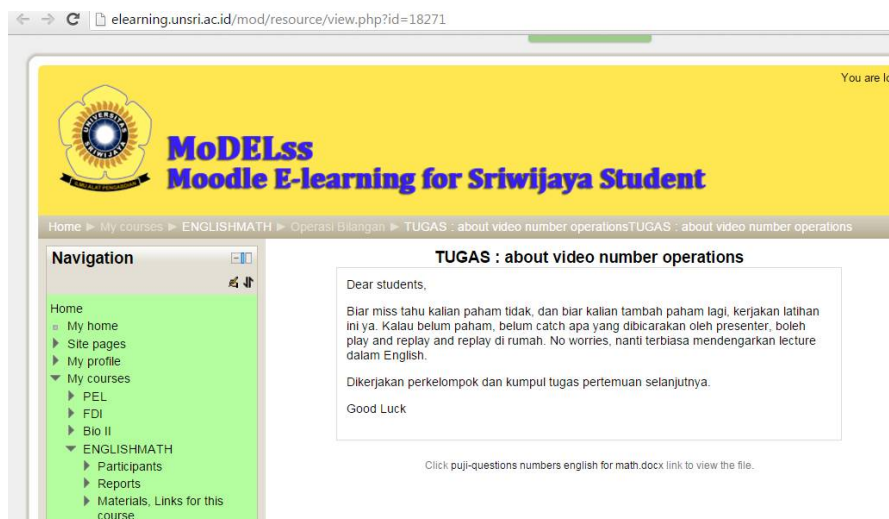 elearning.unsri.ac.id/mod/resource/view.php?id=18271
You are lo
MoDELss
Moodle E-learning for Sriwijaya Student
Home ► My courses ► ENGLISHMATH ► Operasi Bilangan ► TUGAS : about video number operationsTUGAS : about video number operations
Navigation
Home
My home
Site pages
My profile
My courses
PEL
FDI
Bio II
ENGLISHMATH
Participants
Reports
Materials, Links for this
course
TUGAS : about video number operations
Dear students,
Biar miss tahu kalian paham tidak, dan biar kalian tambah paham lagi, kerjakan latihan
ini ya. Kalau belum paham, belum catch apa yang dibicarakan oleh presenter, boleh
play and replay and replay di rumah. No worries, nanti terbiasa mendengarkan lecture
dalam English.
Dikerjakan perkelompok dan kumpul tugas pertemuan selanjutnya.
Good Luck
Click puji-questions numbers english for math.docx link to view the file.